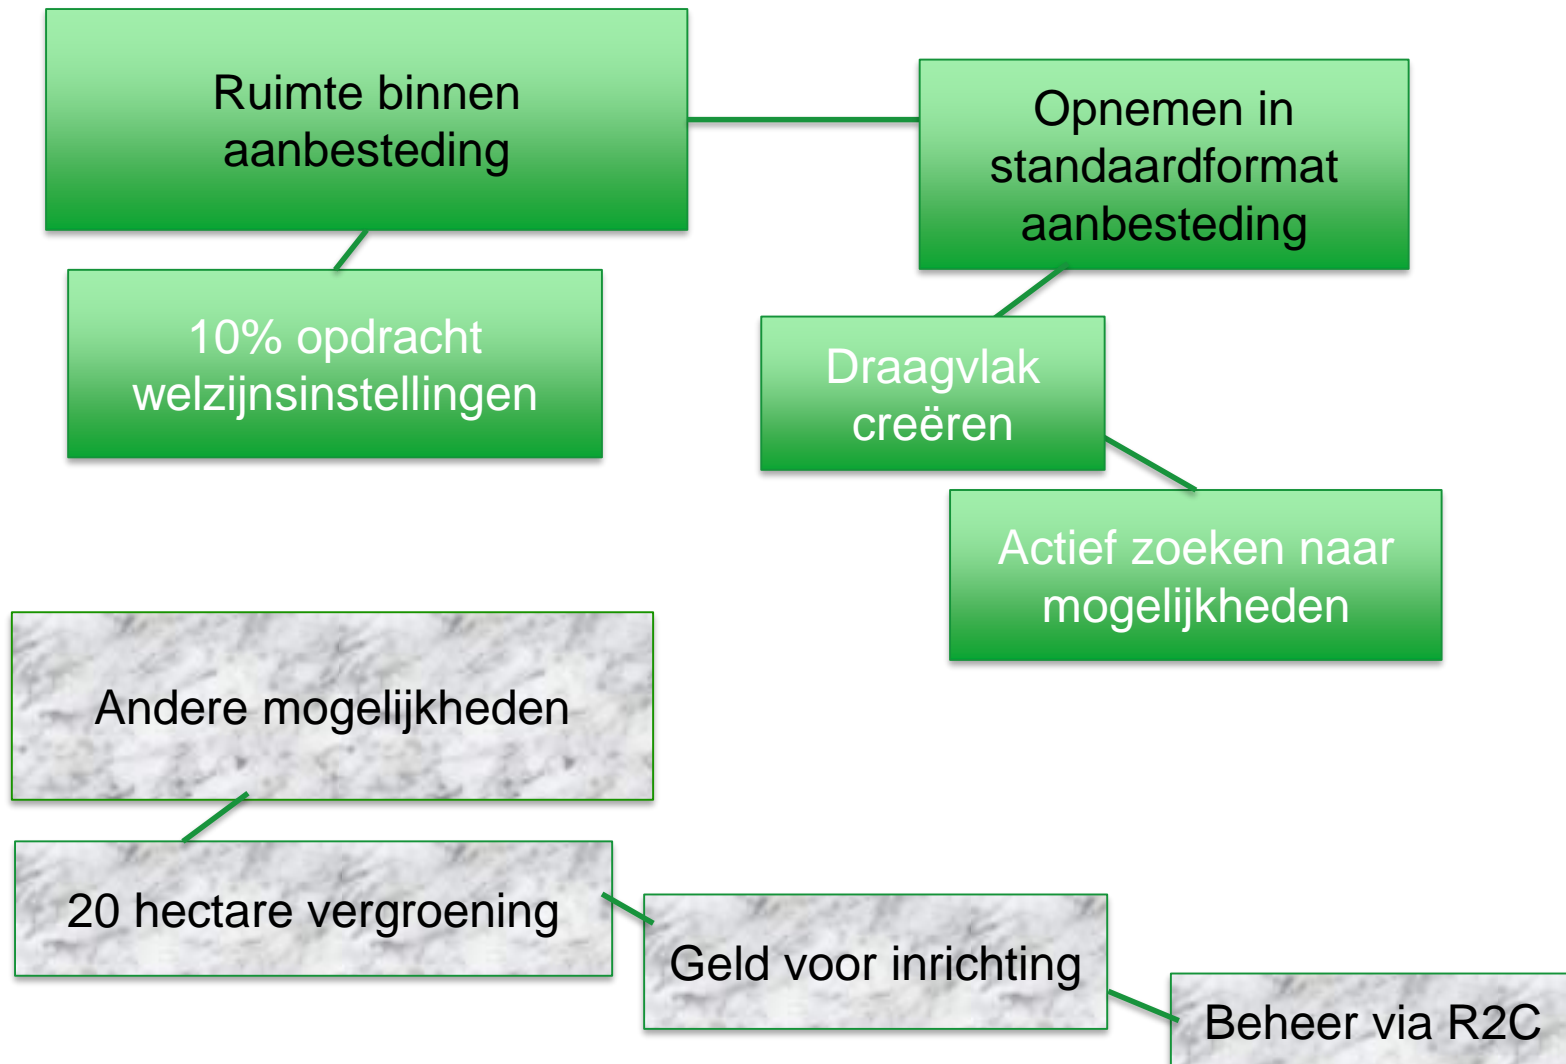 Ruimte binnen
aanbesteding
Opnemen in
standaardformat
aanbesteding
10% opdracht
welzijnsinstellingen
Draagvlak
creëren
Actief zoeken naar
mogelijkheden
Andere mogelijkheden
20 hectare vergroening
Geld voor inrichting
Beheer via R2C